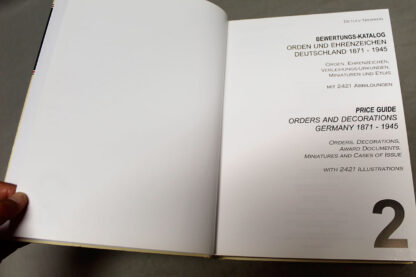 DETLEV NIEMANN
BEWERTUNGS-KATALOG
ORDEN UND EHRENZEICHEN
DEUTSCHLAND 1871 - 1945
ORDEN, EHRENZEICHEN,
VERLEIHUNGSURKUNDEN,
MINIATUREN UND ETUIS
MIT 2421 ABBILDUNGEN
PRICE GUIDE
ORDERS AND DECORATIONS
GERMANY 1871 - 1945
ORDERS, DECORATIONS,
AWARD DOCUMENTS,
MINIATURES AND CASES OF ISSUE
WITH 2421 ILLUSTRATIONS
2